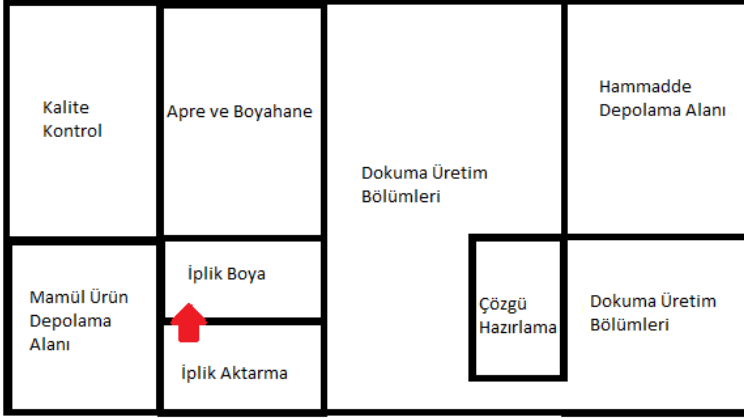 Kalite
Kontrol
Apre ve Boyahane
Dokuma Üretim
Bölümleri
Hammadde
Depolama Alanı
İplik Boya
Mamül Ürün
Depolama
Alanı
İplik Aktarma
Çözgü
Hazırlama
Dokuma Üretim
Bölümleri